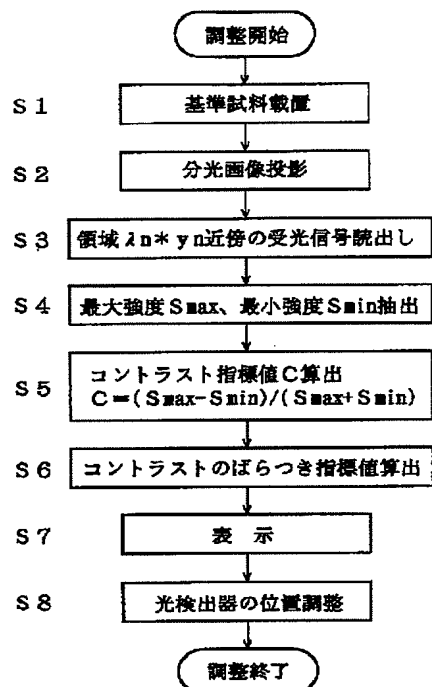 調整開始
S1 基準試料載置
S2 分光画像投影
S3 領域λn*yn近傍の受光信号読出し
S4 最大強度Smax、最小強度Smin抽出
S5 コントラスト指標値C算出
C=(Smax-Smin)/(Smax+Smin)
S6 コントラストのばらつき指標値算出
S7 表 示
S8 光検出器の位置調整
調整終了